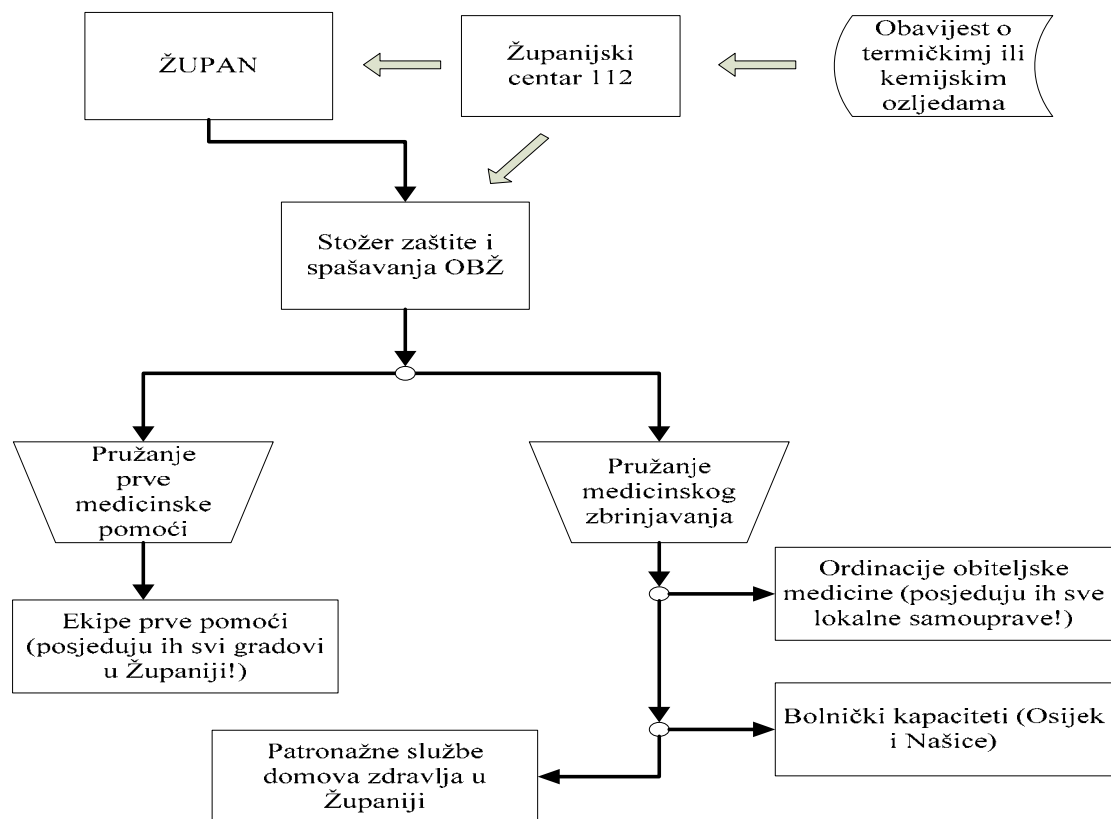 ŽUPAN
Županijski
centar 112
Obavijest o
termičkimj ili
kemijskim
ozljedama
Stožer zaštite i
spašavanja OBŽ
Pružanje
prve
medicinske
pomoći
Pružanje
medicinskog
zbrinjavanja
Ekipe prve pomoći
(posjeduju ih svi gradovi
u Županiji!)
Ordinacije obiteljske
medicine (posjeduju ih sve
lokalne samouprave!)
Bolnički kapaciteti (Osijek
i Našice)
Patronažne službe
domova zdravlja u
Županiji